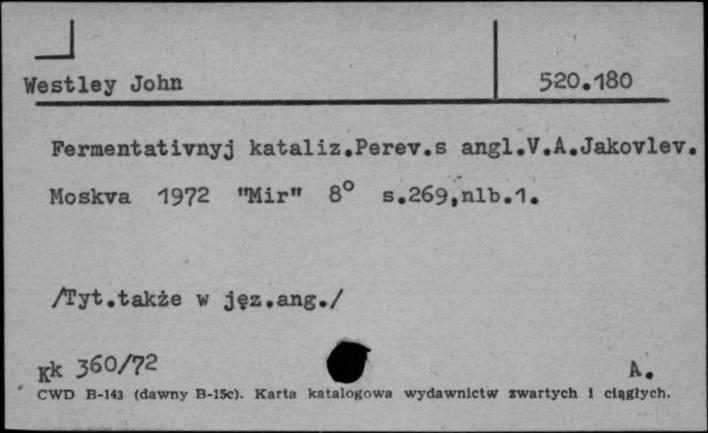 Westley John 520.180
Fermentativnyj kataliz.Perev.s angl.V.A.Jakovlev.
Moskva 1972 "Mir" 8° s.269,nlb.1.
/Tyt.także w jęz.ang./
Kk 360/72 A.
CWD B-143 (dawny B-15c). Karta katalogowa wydawnictw zwartych i ciągłych.